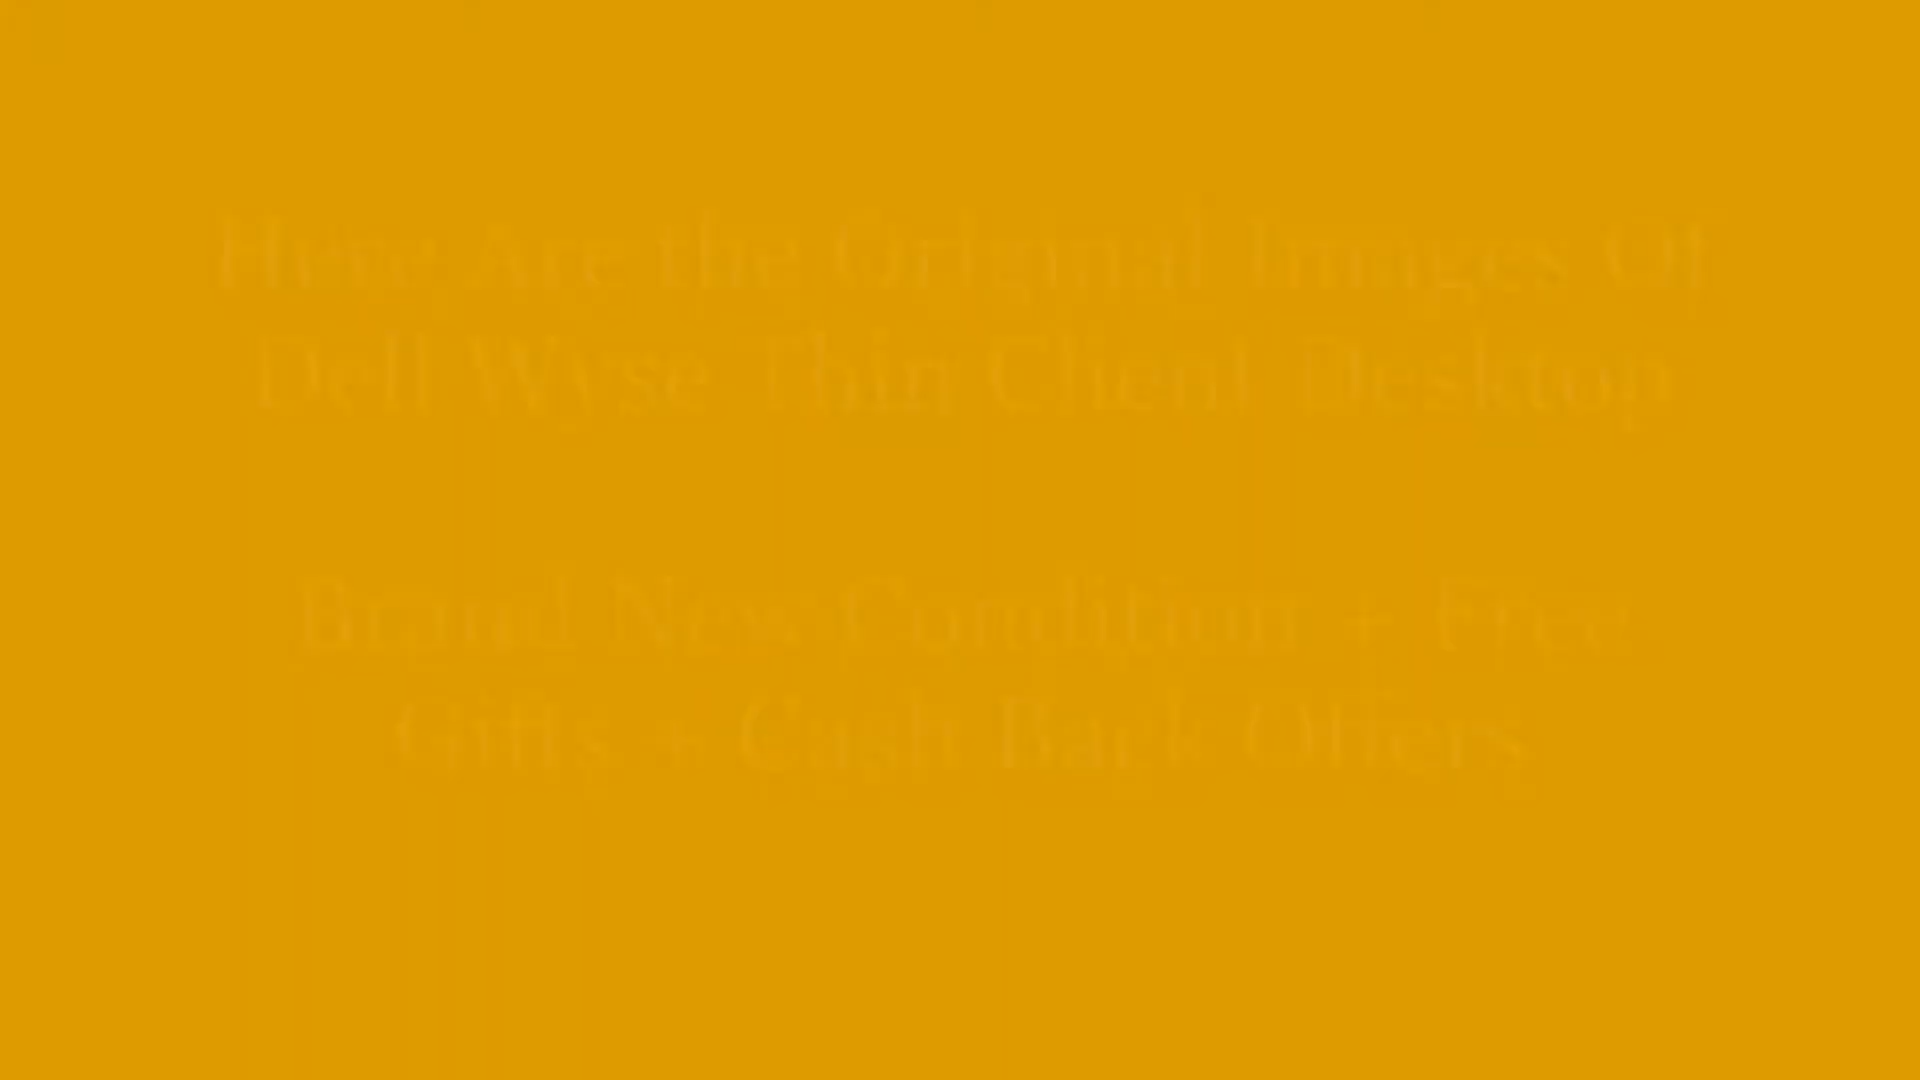 Here Are the Original Images Of
Dell Wyse Thin Client Desktop
Brand New Condition + Free
Gifts + Cash Back Offers